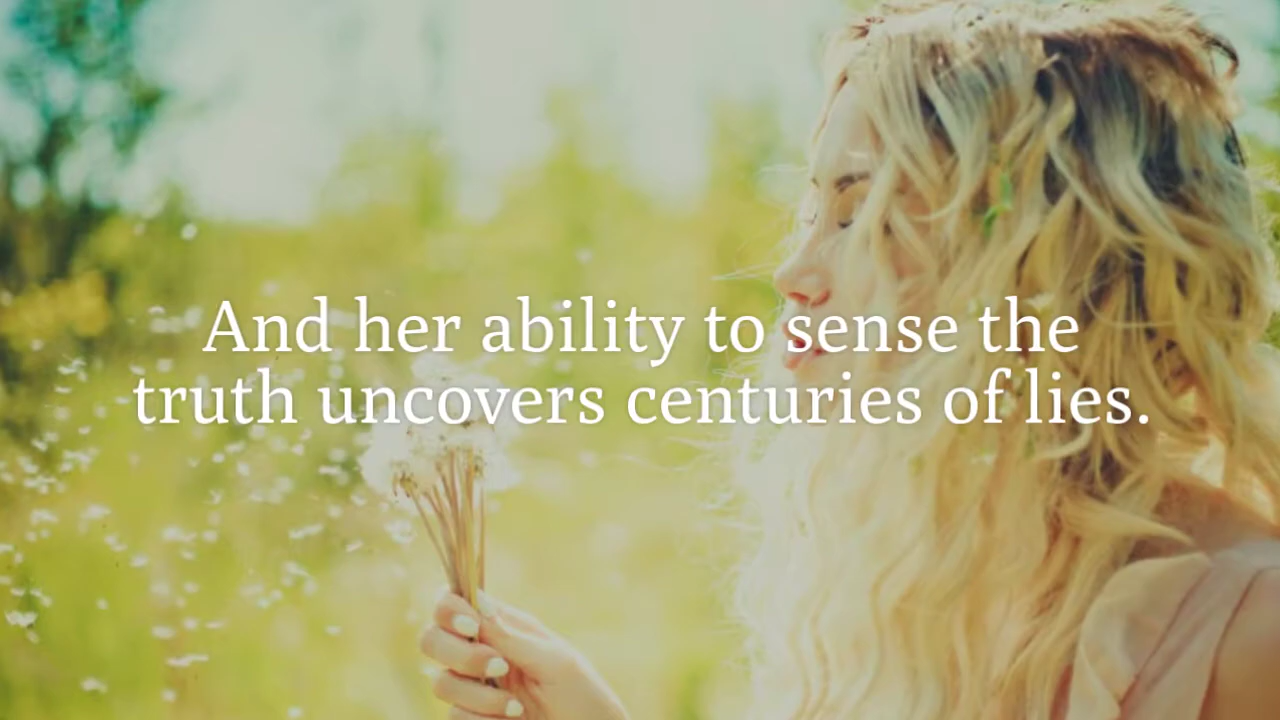 And her ability to sense the
truth uncovers centuries of lies.